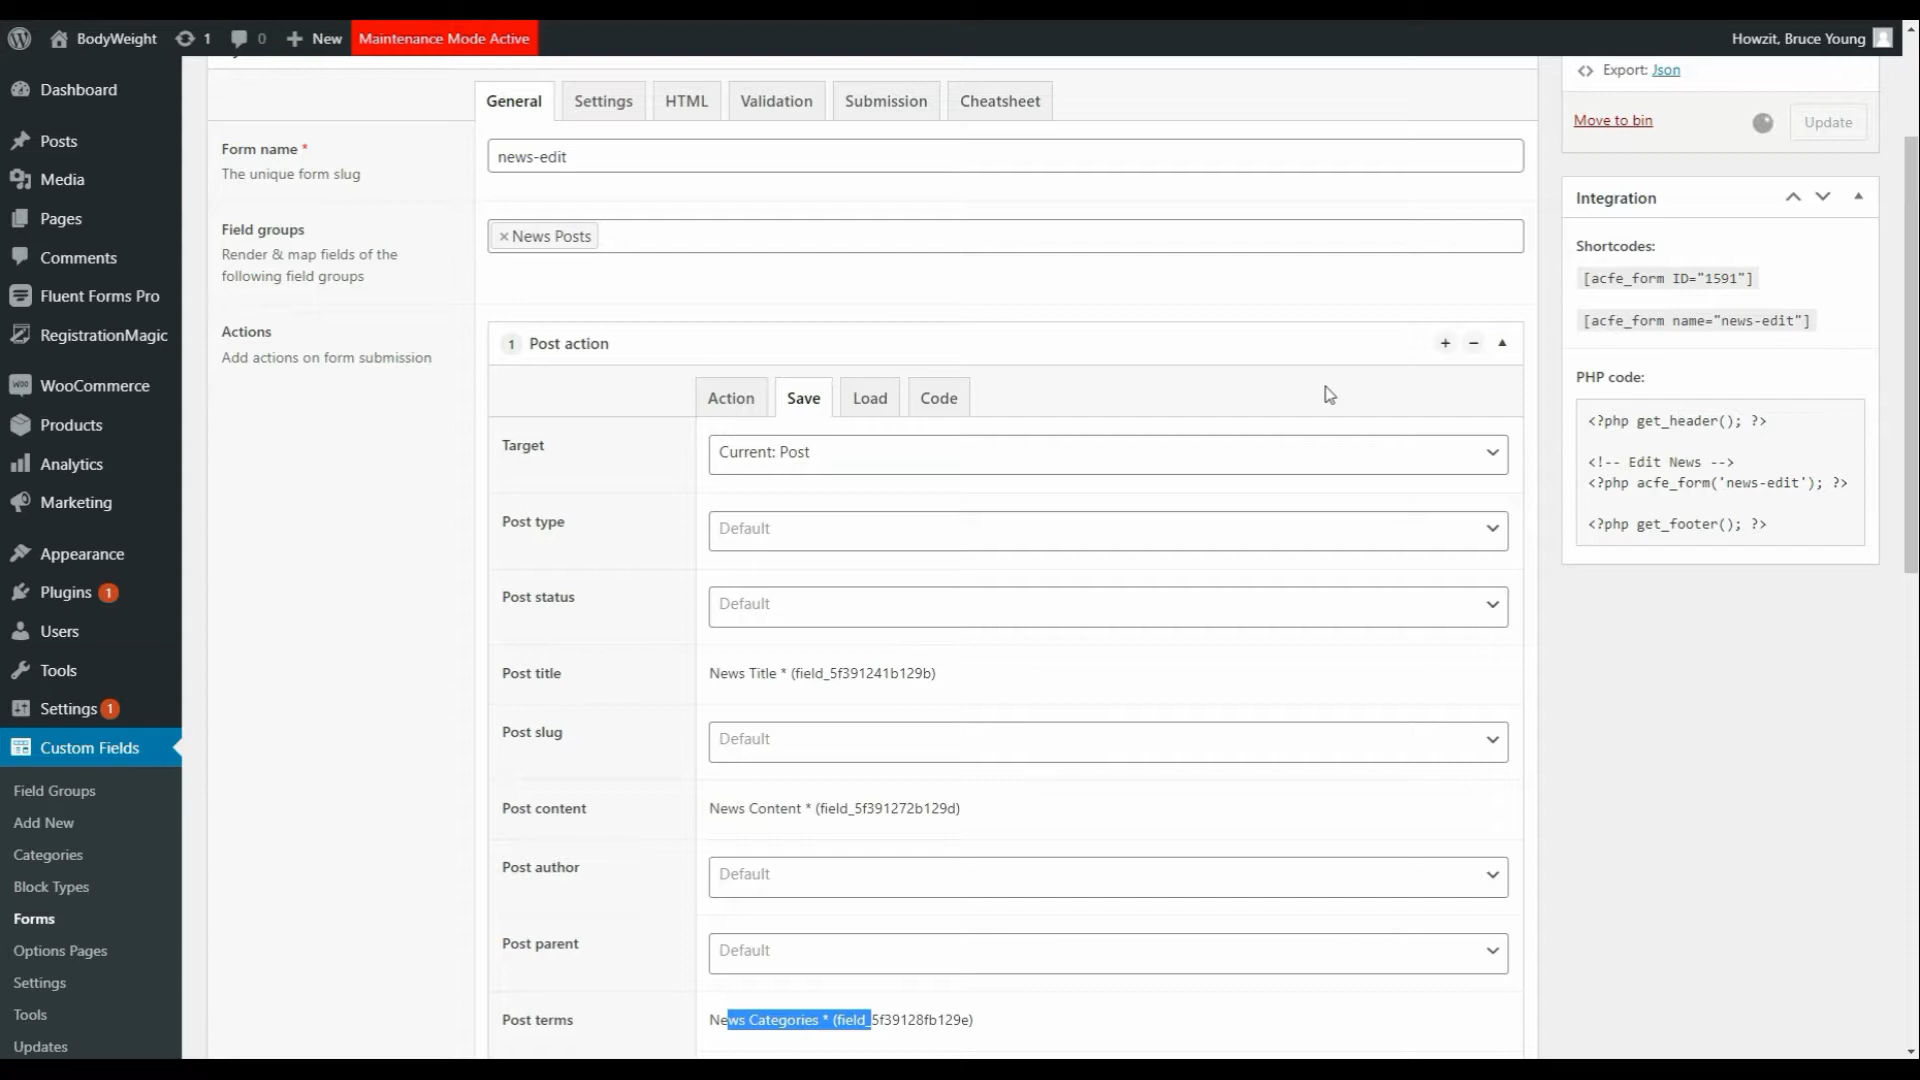 BodyWeight
1
0
New
Maintenance Mode Active
Howzit, Bruce Young
Dashboard
Posts
Media
Pages
Comments
Fluent Forms Pro
RegistrationMagic
WooCommerce
Products
Analytics
Marketing
Appearance
Plugins 1
Users
Tools
Settings 1
Custom Fields
Field Groups
Add New
Categories
Block Types
Forms
Options Pages
Settings
Tools
Updates
General
Settings
HTML
Validation
Submission
Cheatsheet
Form name *
The unique form slug
news-edit
Field groups
Render & map fields of the
following field groups
× News Posts
Actions
Add actions on form submission
1 Post action
Action
Save
Load
Code
Target
Current: Post
Post type
Default
Post status
Default
Post title
News Title * (field_5f391241b129b)
Post slug
Default
Post content
News Content * (field_5f391272b129d)
Post author
Default
Post parent
Default
Post terms
News Categories * (field_5f39128fb129e)
Export: Json
Move to bin
Update
Integration
Shortcodes:
[acfe_form ID="1591"]
[acfe_form name="news-edit"]
PHP code:
<?php get_header(); ?>
<!-- Edit News -->
<?php acfe_form('news-edit'); ?>
<?php get_footer(); ?>